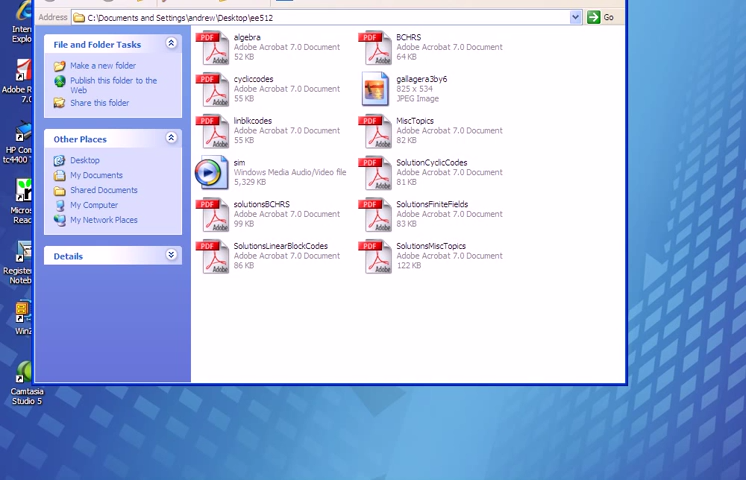 Address C:\Documents and Settings\andrew\Desktop\ee512 Go
Explo
Adobe R
7.0
HP Con
tc4400
Micros
Read
Register
Noteb
Camtasia
Studio 5
File and Folder Tasks
Make a new folder
Publish this folder to the
Web
Share this folder
Other Places
Desktop
My Documents
Shared Documents
My Computer
My Network Places
Details
algebra
Adobe Acrobat 7.0 Document
52 KB
BCHRS
Adobe Acrobat 7.0 Document
64 KB
cycliccodes
Adobe Acrobat 7.0 Document
55 KB
gallagera3by6
825 x 534
JPEG Image
linblkcodes
Adobe Acrobat 7.0 Document
55 KB
MiscTopics
Adobe Acrobat 7.0 Document
82 KB
sim
Windows Media Audio/Video file
5,329 KB
SolutionCyclicCodes
Adobe Acrobat 7.0 Document
81 KB
solutionsBCHRS
Adobe Acrobat 7.0 Document
99 KB
SolutionsFiniteFields
Adobe Acrobat 7.0 Document
83 KB
SolutionsLinearBlockCodes
Adobe Acrobat 7.0 Document
86 KB
SolutionsMiscTopics
Adobe Acrobat 7.0 Document
122 KB